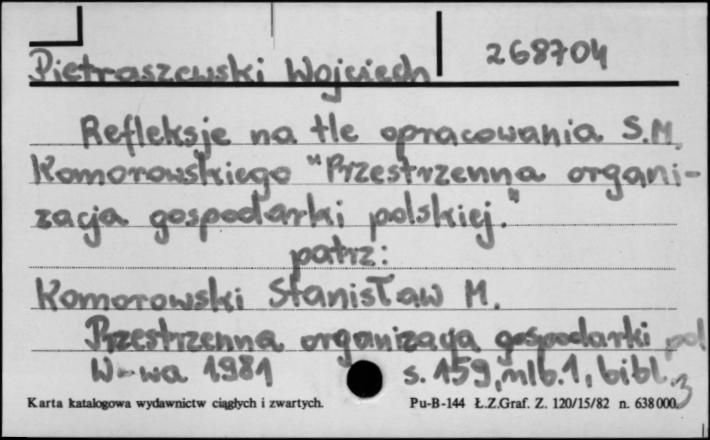 Pietraszewski Wojciech 268704
Refleksje na tle opracowania S.M.
Komorowskiego "Przestrzenna organi-
zacja gospodarki polskiej."
patrz:
Komorowski Stanisław M.
Przestrzenna organizacja gospodarki pol
W-wa 1981 s. 159, nlb. 1, bibl.
Karta katalogowa wydawnictw ciągłych i zwartych. Pu-B-144 Ł.Z.Graf. Z. 120/15/82 n. 638000.